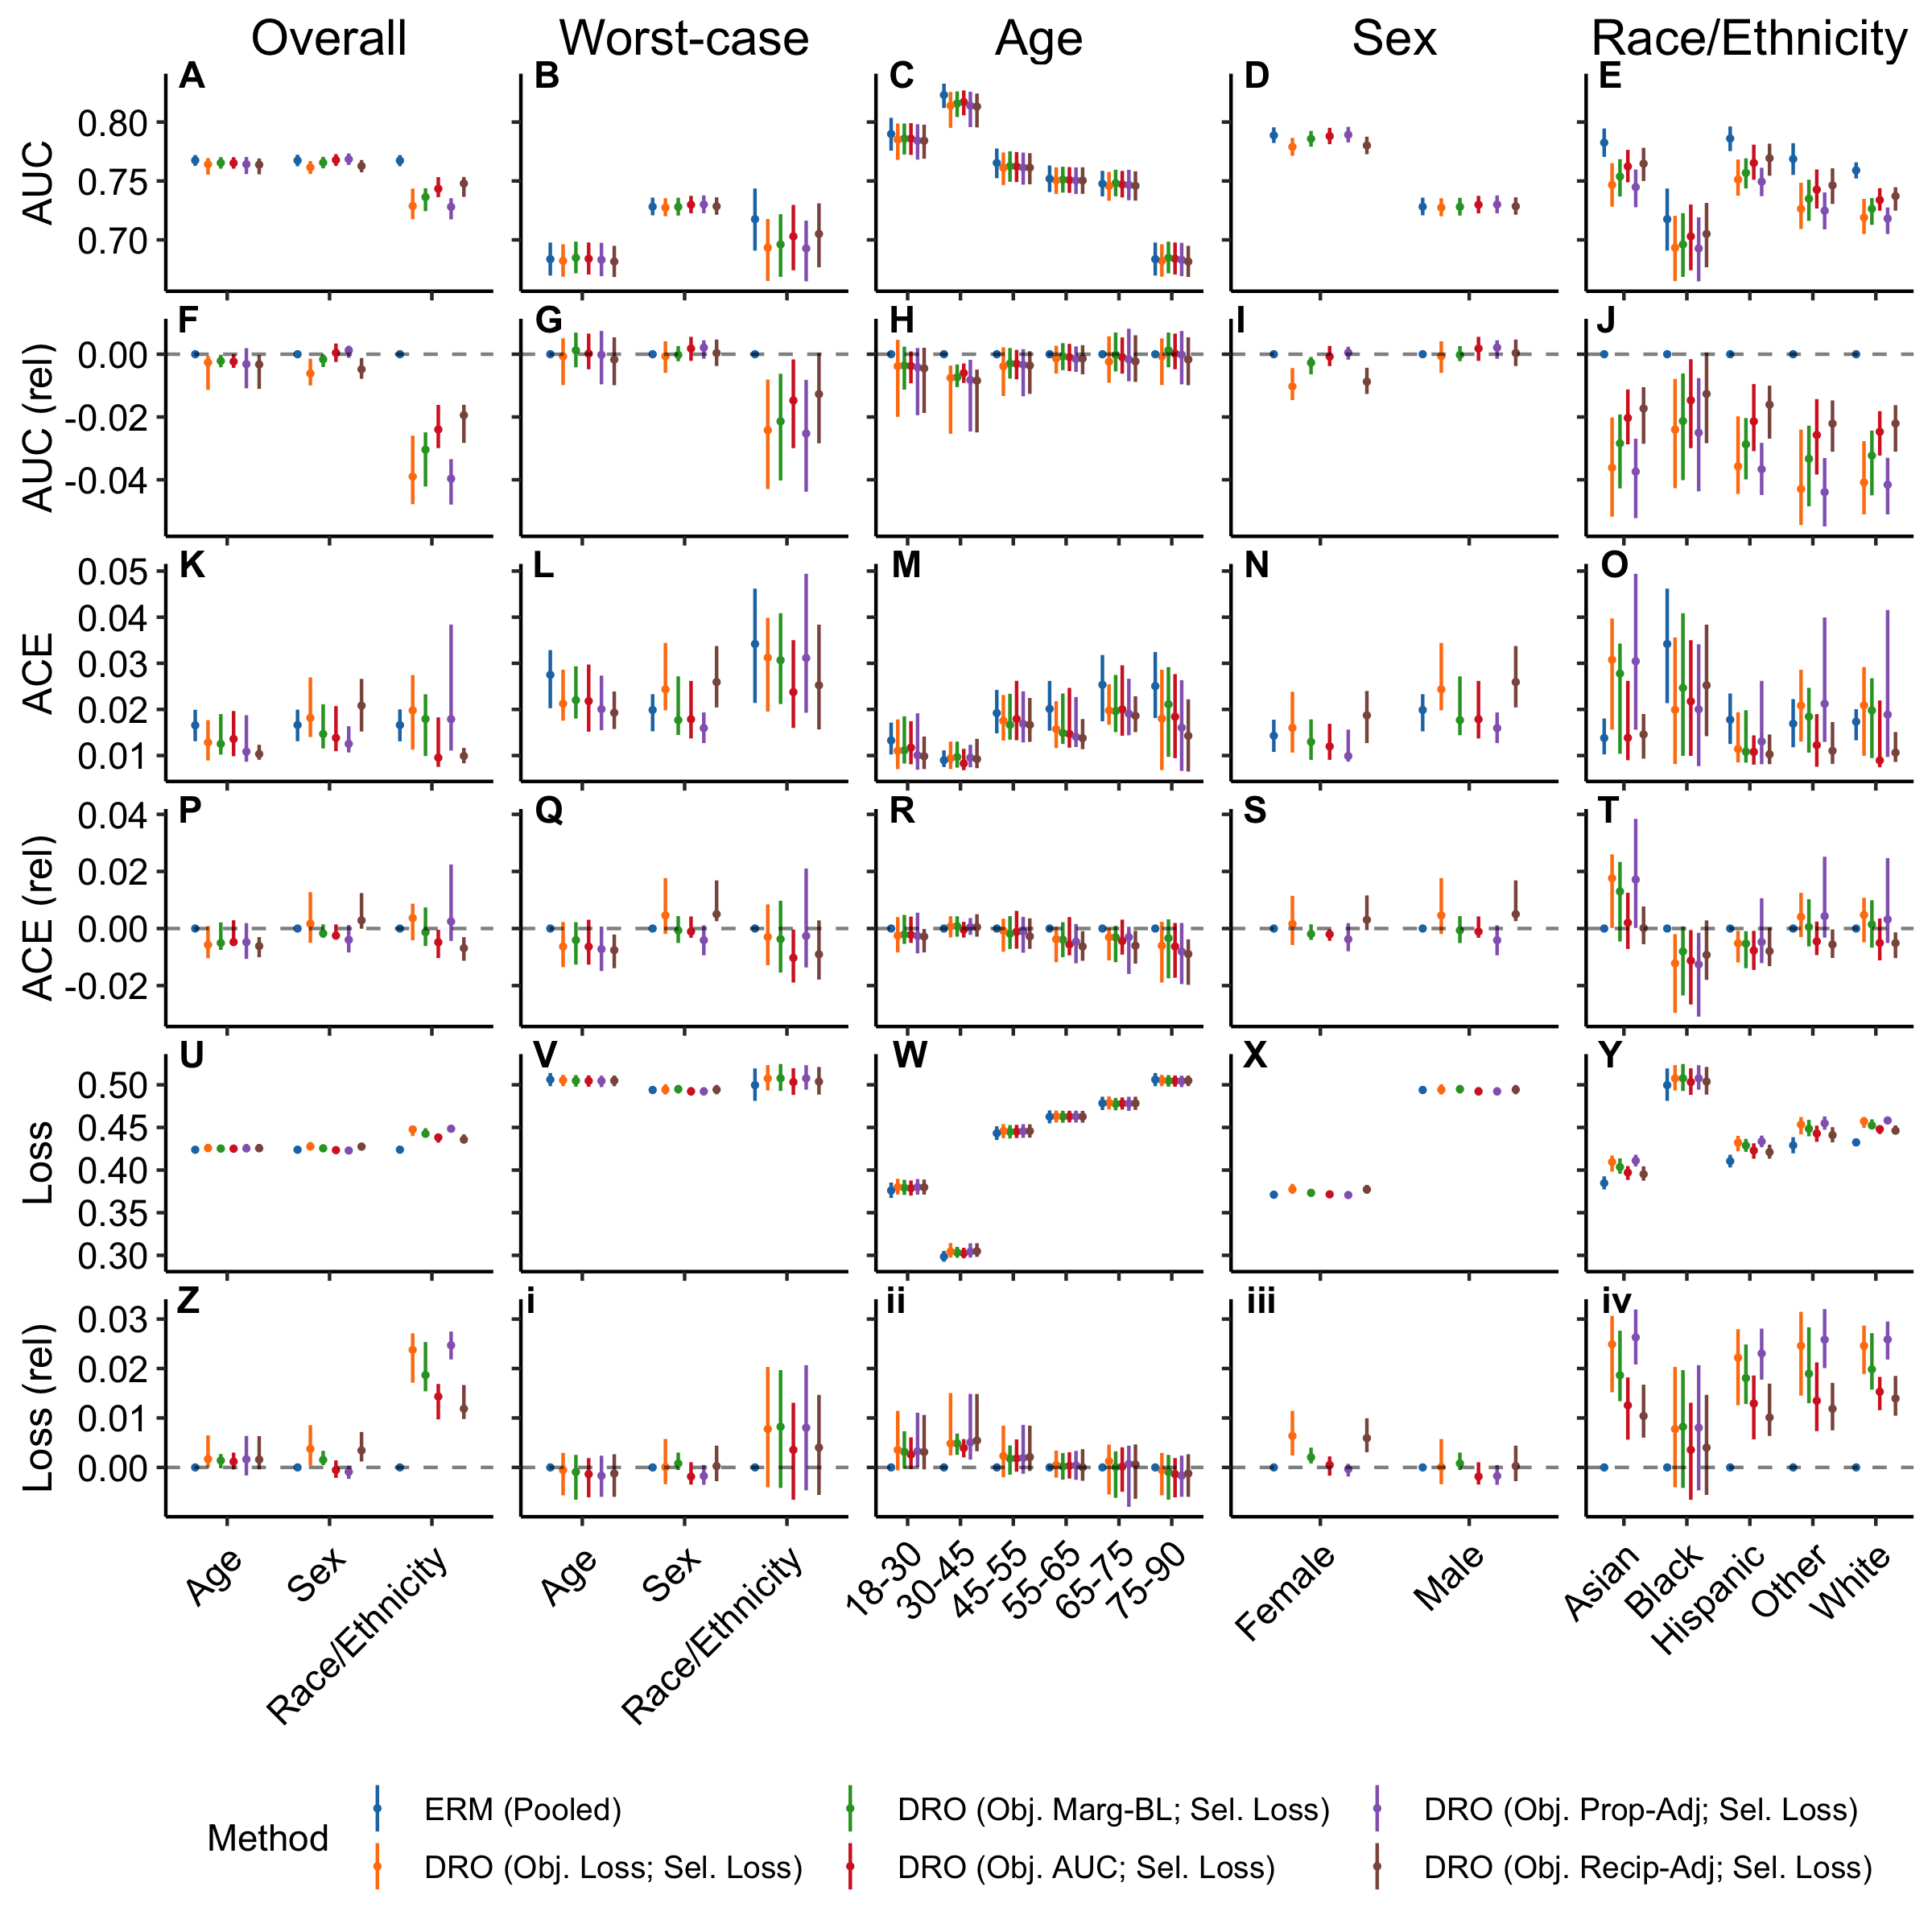 Overall Worst-case Age Sex Race/Ethnicity
A B C D E
AUC
0.80
0.75
0.70
F G H I J
AUC (rel)
0.00
-0.02
-0.04
K L M N O
ACE
0.05
0.04
0.03
0.02
0.01
P Q R S T
ACE (rel)
0.04
0.02
0.00
-0.02
U V W X Y
Loss
0.50
0.45
0.40
0.35
0.30
Z i ii iii iv
Loss (rel)
0.03
0.02
0.01
0.00
Age Sex Race/Ethnicity Age Sex Race/Ethnicity 18-30 30-45 45-55 55-65 65-75 75-90 Female Male Asian Black Hispanic Other White
Method
ERM (Pooled) DRO (Obj. Marg-BL; Sel. Loss) DRO (Obj. Prop-Adj; Sel. Loss)
DRO (Obj. Loss; Sel. Loss) DRO (Obj. AUC; Sel. Loss) DRO (Obj. Recip-Adj; Sel. Loss)